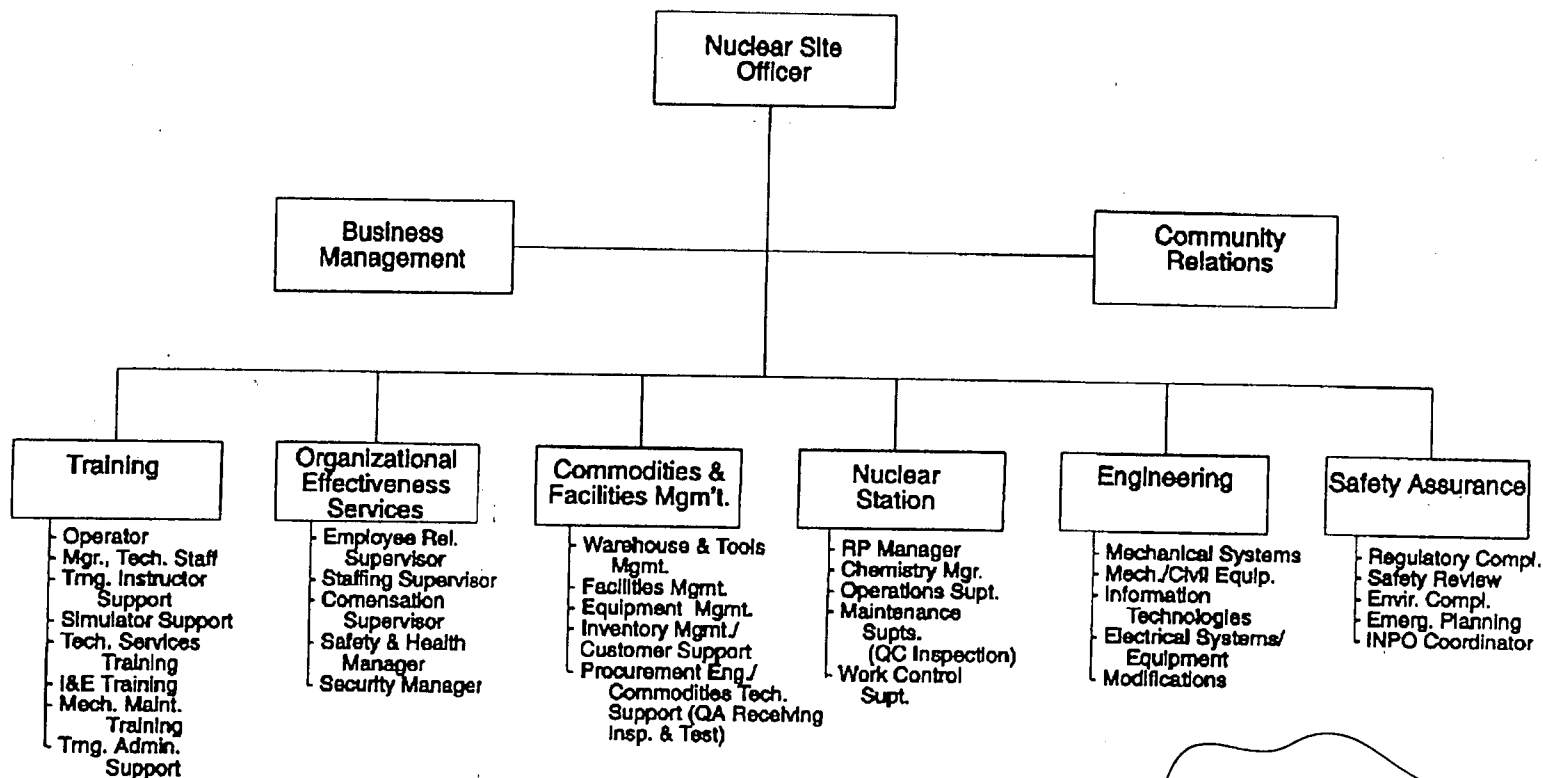 Nuclear Site
Officer
Business
Management
Community
Relations
Training
- Operator
- Mgr., Tech. Staff
- Trng. Instructor
Support
- Simulator Support
- Tech. Services
Training
- I&E Training
- Mech. Maint.
Training
- Trng. Admin.
Support
Organizational
Effectiveness
Services
- Employee Rel.
Supervisor
- Staffing Supervisor
- Comensation
Supervisor
- Safety & Health
Manager
- Security Manager
Commodities &
Facilities Mgm't.
- Warehouse & Tools
Mgmt.
- Facilities Mgmt.
- Equipment Mgmt.
- Inventory Mgmt./
Customer Support
- Procurement Eng./
Commodities Tech.
Support (QA Receiving
Insp. & Test)
Nuclear
Station
- RP Manager
- Chemistry Mgr.
- Operations Supt.
- Maintenance
Supts.
(QC Inspection)
- Work Control
Supt.
Engineering
- Mechanical Systems
- Mech./Civil Equip.
- Information
Technologies
- Electrical Systems/
Equipment
- Modifications
Safety Assurance
- Regulatory Compl.
- Safety Review
- Envir. Compl.
- Emerg. Planning
- INPO Coordinator